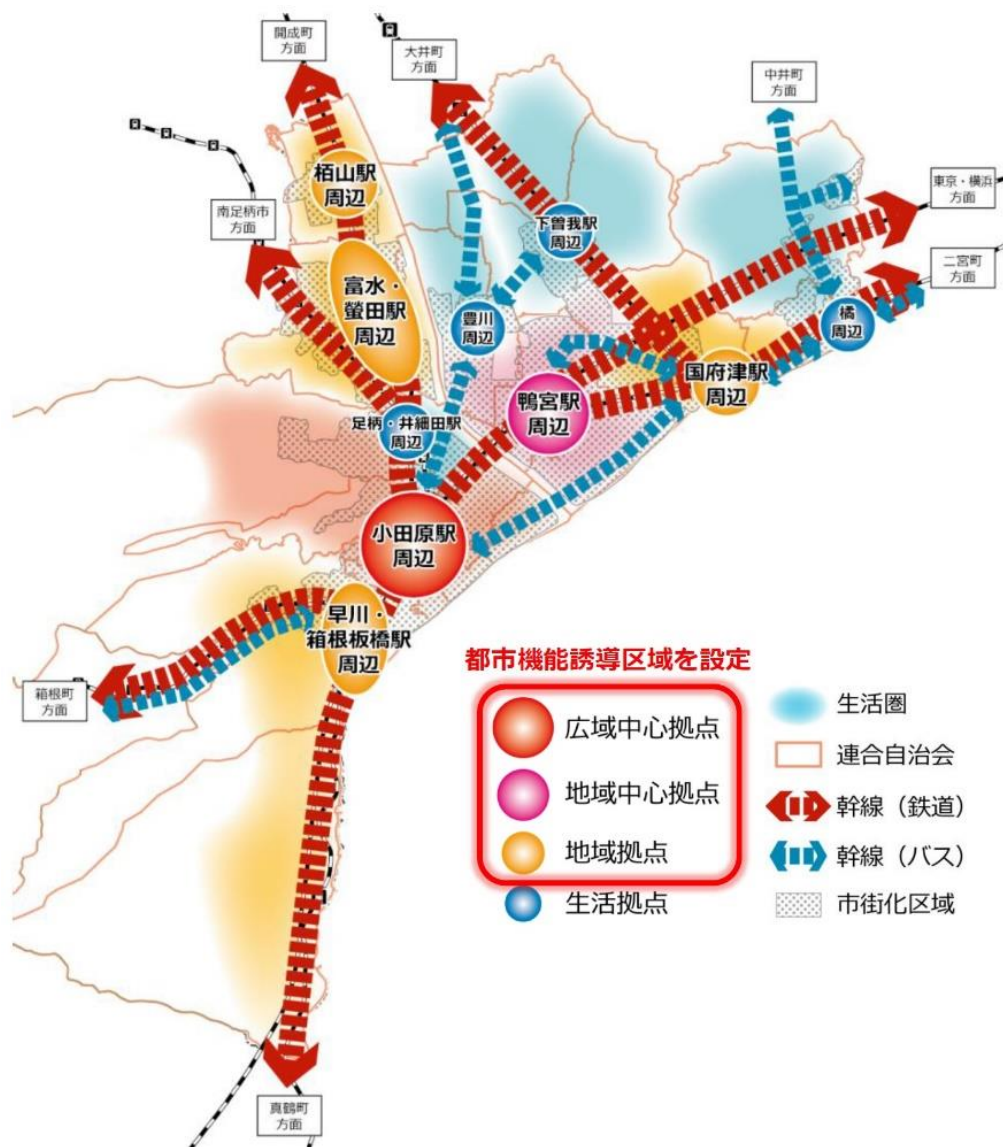 開成町
方面
大井町
方面
中井町
方面
東京・横浜
方面
南足柄市
方面
二宮町
方面
栢山駅
周辺
下曽我駅
周辺
富水・
螢田駅
周辺
豊川
周辺
橘
周辺
国府津駅
周辺
鴨宮駅
周辺
足柄・井細田駅
周辺
小田原駅
周辺
早川・
箱根板橋駅
周辺
箱根町
方面
真鶴町
方面
都市機能誘導区域を設定
広域中心拠点
地域中心拠点
地域拠点
生活拠点
生活圏
連合自治会
幹線（鉄道）
幹線（バス）
市街化区域